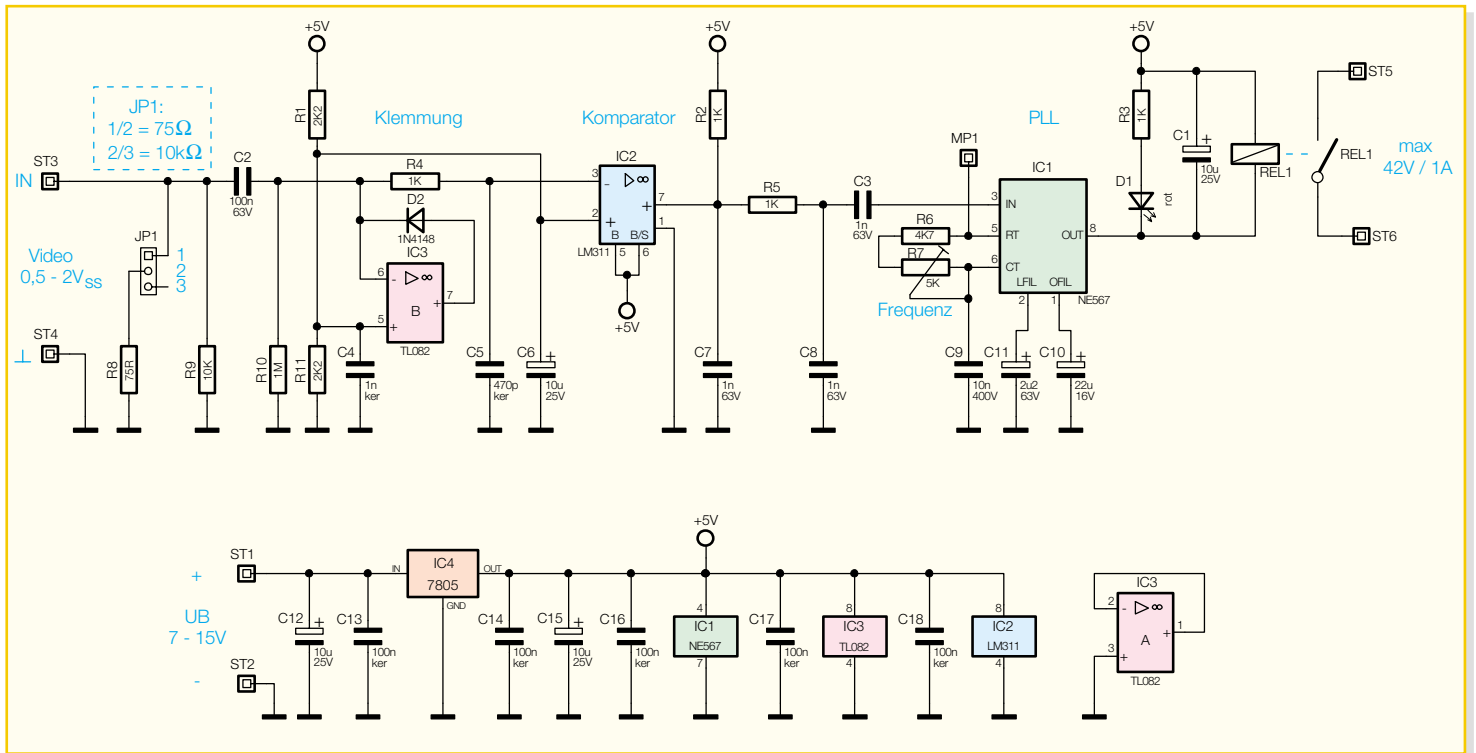 +5V
+5V
+5V
JP1:
1/2 = 75Ω
2/3 = 10kΩ
R1
2K2
Klemmung
Komparator
R2
1K
MP1
PLL
R3
1K
C1
+
10u
25V
REL1
REL1
ST5
max
42V / 1A
ST6
ST3
IN
C2
100n
63V
R4
1K
D2
1N4148
IC3
6
-
▷∞
B
+
7
5
+
TL082
IC2
3
-
▷∞
2
+
+
7
1
B
B/S
LM311
5
6
+5V
R5
1K
C3
1n
63V
R6
4K7
R7
5K
Frequenz
IC1
3
IN
5
RT
6
CT
OUT
8
LFIL
OFIL
2
1
NE567
D1
rot
Video
0,5 - 2VSS
JP1
1
2
3
ST4
⊥
R8
75R
R9
10K
R10
1M
R11
2K2
C4
1n
ker
C5
470p
ker
C6
+
10u
25V
C7
1n
63V
C8
1n
63V
C9
10n
400V
C11
+
2u2
63V
C10
+
22u
16V
+5V
+
ST1
UB
7 - 15V
-
ST2
C12
+
10u
25V
C13
100n
ker
IN
IC4
7805
OUT
GND
C14
100n
ker
C15
+
10u
25V
C16
100n
ker
4
IC1
NE567
7
C17
100n
ker
8
IC3
TL082
4
C18
100n
ker
8
IC2
LM311
4
IC3
2
-
▷∞
A
+
1
3
+
TL082